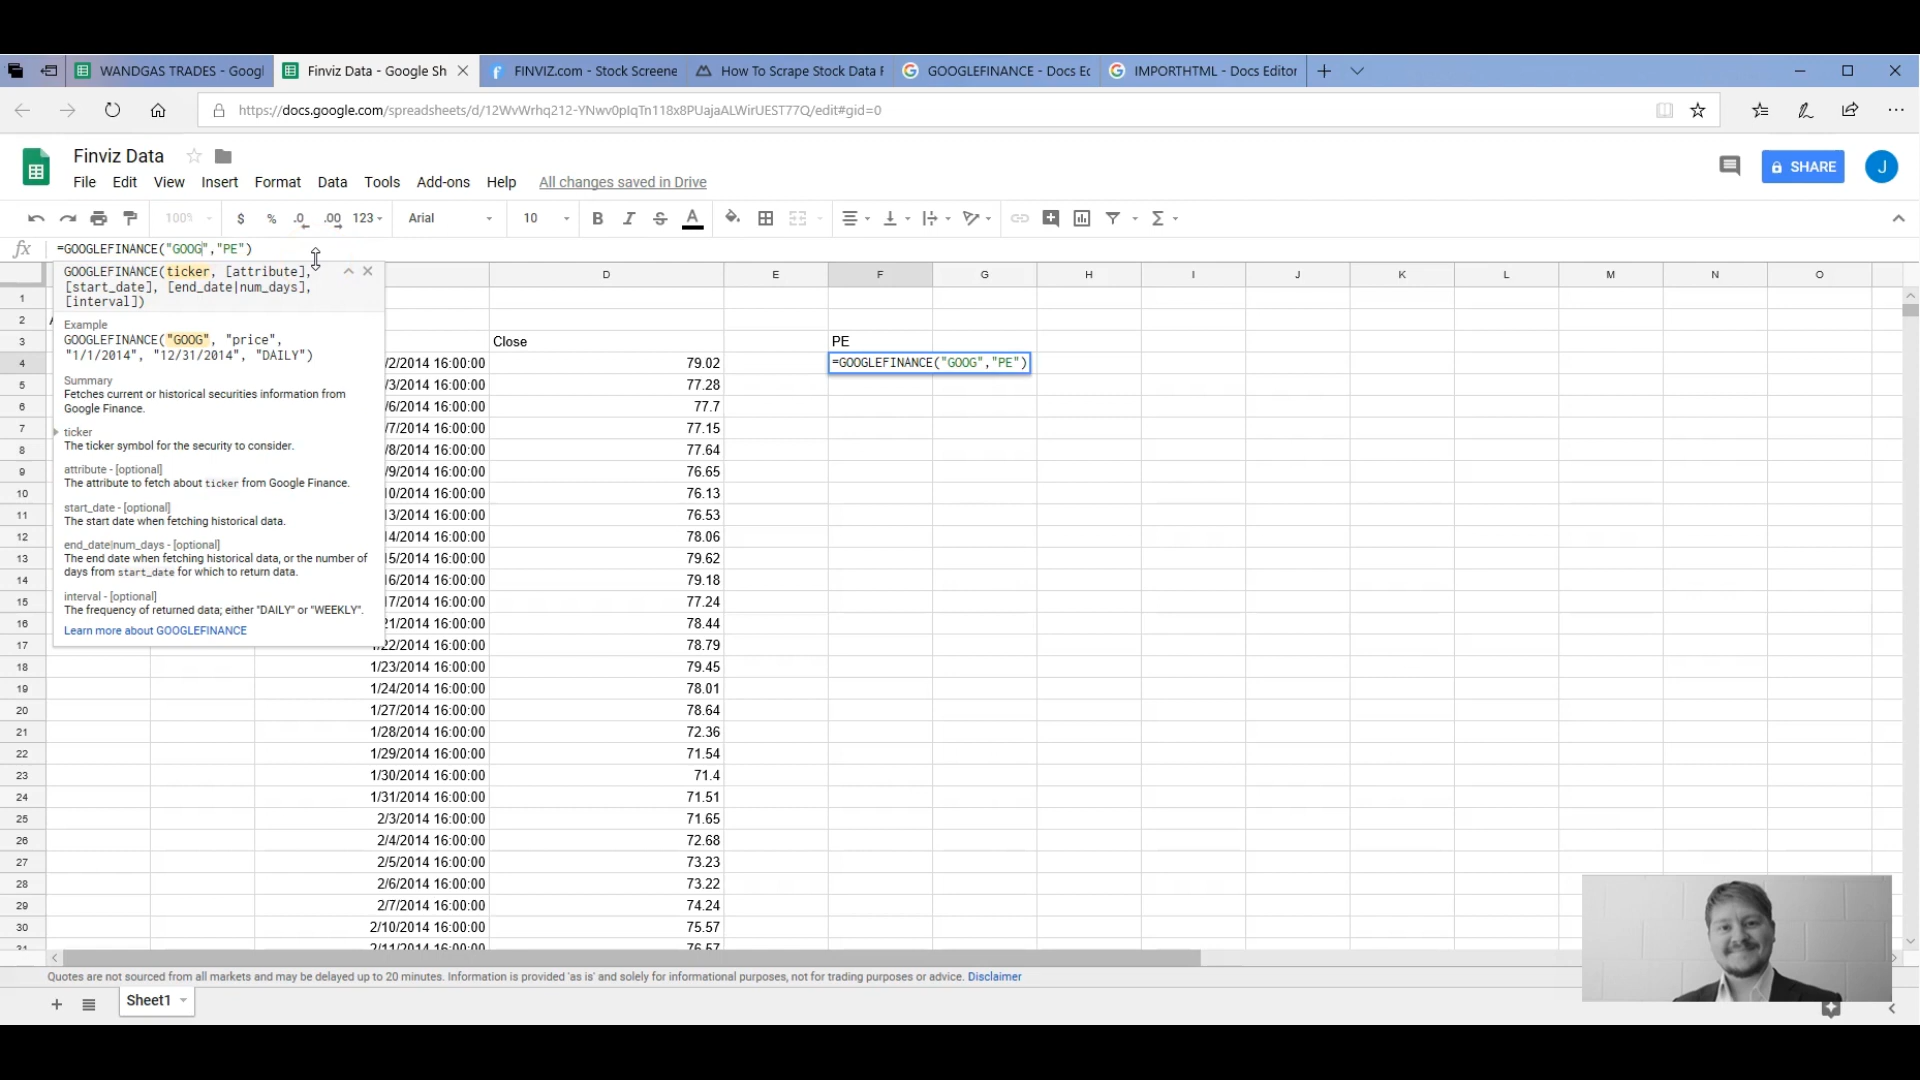 WANDGAS TRADES - Googl
Finviz Data - Google Sh
FINVIZ.com - Stock Screene
How To Scrape Stock Data F
GOOGLEFINANCE - Docs Ec
IMPORTHTML - Docs Editor
https://docs.google.com/spreadsheets/d/12WvWrhq212-YNwv0pIqTn118x8PUajaALWirUEST77Q/edit#gid=0
Finviz Data
SHARE
J
File Edit View Insert Format Data Tools Add-ons Help All changes saved in Drive
100% $ % .0 .00 123 Arial 10 B I S A Σ
fx =GOOGLEFINANCE("GOOG","PE")
GOOGLEFINANCE(ticker, [attribute],
[start_date], [end_date|num_days],
[interval])
Example
GOOGLEFINANCE("GOOG", "price",
"1/1/2014", "12/31/2014", "DAILY")
Summary
Fetches current or historical securities information from
Google Finance.
ticker
The ticker symbol for the security to consider.
attribute - [optional]
The attribute to fetch about ticker from Google Finance.
start_date - [optional]
The start date when fetching historical data.
end_date|num_days - [optional]
The end date when fetching historical data, or the number of
days from start_date for which to return data.
interval - [optional]
The frequency of returned data; either "DAILY" or "WEEKLY".
Learn more about GOOGLEFINANCE
D E F G H I J K L M N O
1
2
3 Close PE
4 /2/2014 16:00:00 79.02 =GOOGLEFINANCE("GOOG","PE")
5 /3/2014 16:00:00 77.28
6 /6/2014 16:00:00 77.7
7 /7/2014 16:00:00 77.15
8 /8/2014 16:00:00 77.64
9 /9/2014 16:00:00 76.65
10 10/2014 16:00:00 76.13
11 13/2014 16:00:00 76.53
12 14/2014 16:00:00 78.06
13 15/2014 16:00:00 79.62
14 16/2014 16:00:00 79.18
15 17/2014 16:00:00 77.24
16 21/2014 16:00:00 78.44
17 1/22/2014 16:00:00 78.79
18 1/23/2014 16:00:00 79.45
19 1/24/2014 16:00:00 78.01
20 1/27/2014 16:00:00 78.64
21 1/28/2014 16:00:00 72.36
22 1/29/2014 16:00:00 71.54
23 1/30/2014 16:00:00 71.4
24 1/31/2014 16:00:00 71.51
25 2/3/2014 16:00:00 71.65
26 2/4/2014 16:00:00 72.68
27 2/5/2014 16:00:00 73.23
28 2/6/2014 16:00:00 73.22
29 2/7/2014 16:00:00 74.24
30 2/10/2014 16:00:00 75.57
31 2/11/2014 16:00:00 76.57
Quotes are not sourced from all markets and may be delayed up to 20 minutes. Information is provided 'as is' and solely for informational purposes, not for trading purposes or advice. Disclaimer
Sheet1